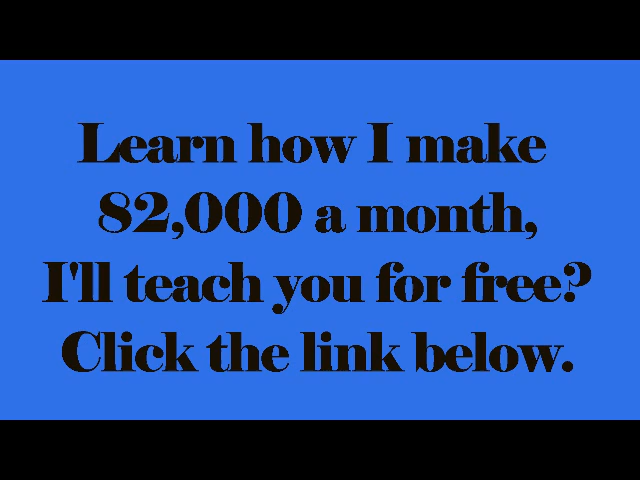 Learn how I make
82,000 a month,
I'll teach you for free?
Click the link below.